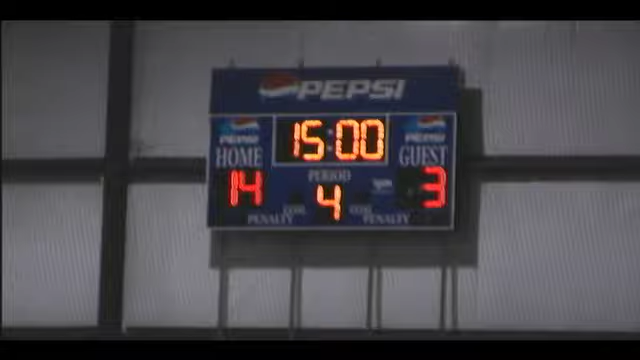 PEPSI
15:00
PEPSI PEPSI
HOME GUEST
PERIOD
14 4 3
PENALTY PENALTY